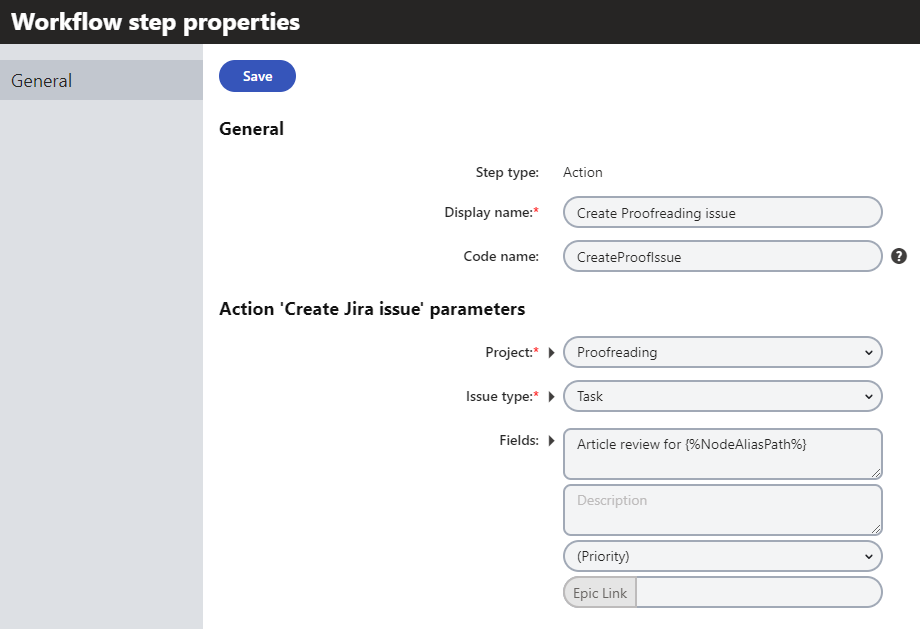 Workflow step properties
General
Save
General
Step type: Action
Display name:* Create Proofreading issue
Code name: CreateProofIssue ?
Action 'Create Jira issue' parameters
Project:* Proofreading
Issue type:* Task
Fields: Article review for {%NodeAliasPath%}
Description
(Priority)
Epic Link